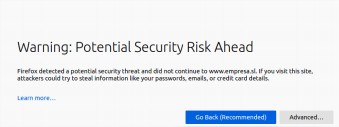 Warning: Potential Security Risk Ahead
Firefox detected a potential security threat and did not continue to www.empresa.sl. If you visit this site,
attackers could try to steal information like your passwords, emails, or credit card details.
Learn more…
Go Back (Recommended) Advanced…